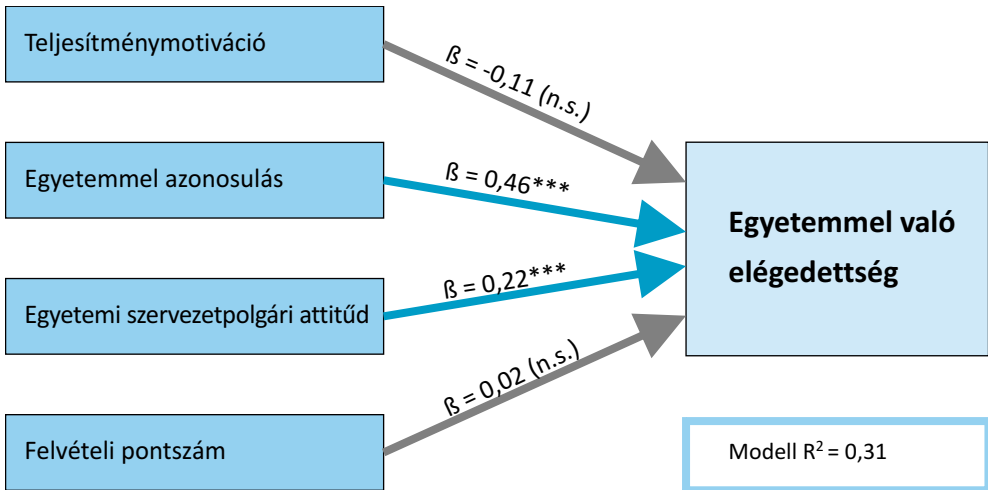 Teljesítménymotiváció
ß = -0,11 (n.s.)
Egyetemmel azonosulás
ß = 0,46***
Egyetemmel való
elégedettség
ß = 0,22***
Egyetemi szervezetpolgári attitűd
ß = 0,02 (n.s.)
Felvételi pontszám
Modell R² = 0,31